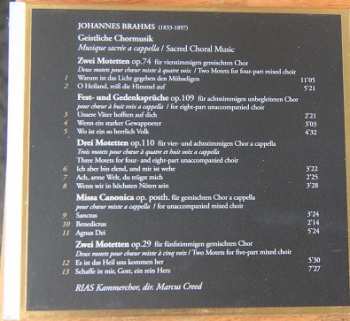 JOHANNES BRAHMS (1833-1897)
Geistliche Chormusik
Musique sacrée a cappella / Sacred Choral Music
Zwei Motetten op.74 für vierstimmigen gemischten Chor
Deux motets pour chœur mixte à quatre voix / Two Motets for four-part mixed choir
1 Warum ist das Licht gegeben den Mühseligen 11'05
2 O Heiland, reiß die Himmel auf 5'21
Fest- und Gedenksprüche op.109 für achtstimmigen unbegleiteten Chor
pour chœur mixte à 8 voix a cappella / for eight-part unaccompanied mixed choir
3 Unsere Väter hofften auf dich 2'21
4 Wenn ein starker Gewappneter 3'03
5 Wo ist ein so herrlich Volk 4'32
Drei Motetten op.110 für vier- und achtstimmigen Chor a cappella
Trois motets pour chœur à quatre et huit voix a cappella
Three Motets for four- and eight-part unaccompanied mixed choir
6 Ich aber bin elend, und mir ist wehe 3'22
7 Ach, arme Welt, du trügst mich 2'25
8 Wenn wir in höchsten Nöten sein 3'28
Missa Canonica op. posth. für gemischten Chor a cappella
pour chœur mixte a cappella / for unaccompanied mixed choir
9 Sanctus 3'24
10 Benedictus 2'14
11 Agnus Dei 5'24
Zwei Motetten op.29 für fünfstimmigen gemischten Chor
Deux motets pour chœur mixte à cinq voix / Two Motets for five-part mixed choir
12 Es ist das Heil uns kommen her 5'30
13 Schaffe in mir, Gott, ein rein Herz 7'27
RIAS Kammerchor, dir. Marcus Creed